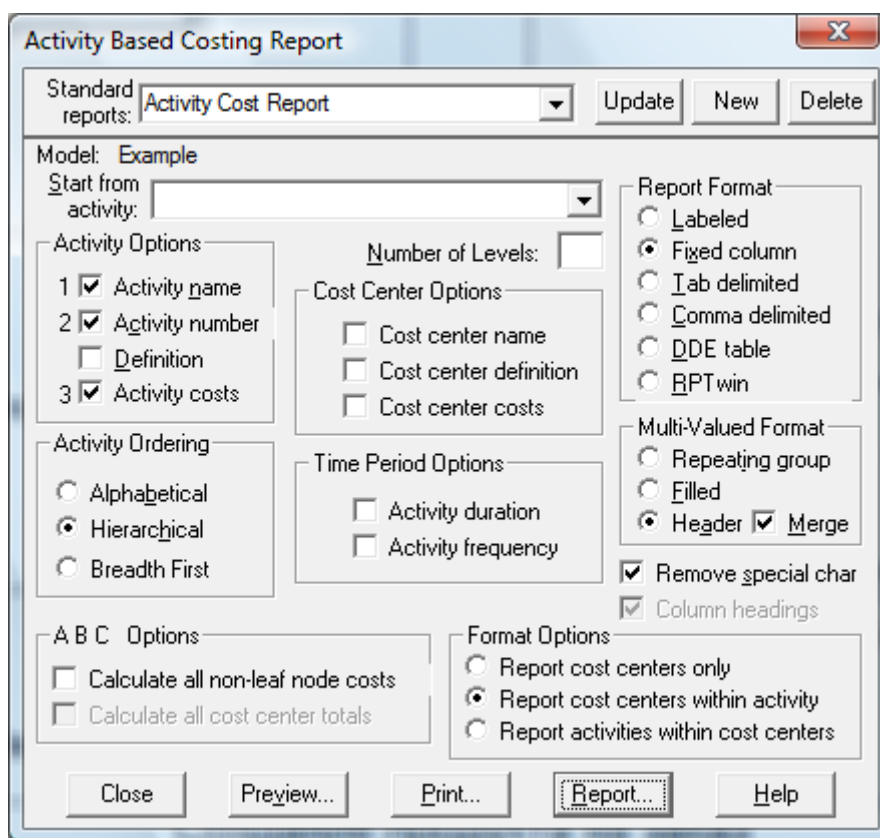 Activity Based Costing Report
Standard
reports:
Activity Cost Report
Update
New
Delete
Model: Example
Start from
activity:
Number of Levels:
Activity Options
1 Activity name
2 Activity number
Definition
3 Activity costs
Activity Ordering
Alphabetical
Hierarchical
Breadth First
Cost Center Options
Cost center name
Cost center definition
Cost center costs
Time Period Options
Activity duration
Activity frequency
Report Format
Labeled
Fixed column
Tab delimited
Comma delimited
DDE table
RPTwin
Multi-Valued Format
Repeating group
Filled
Header Merge
Remove special char
Column headings
A B C Options
Calculate all non-leaf node costs
Calculate all cost center totals
Format Options
Report cost centers only
Report cost centers within activity
Report activities within cost centers
Close
Preview...
Print...
Report...
Help